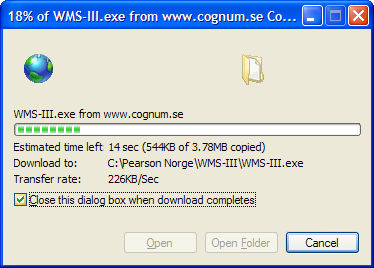 18% of WMS-III.exe from www.cognum.se Co...
WMS-III.exe from www.cognum.se
Estimated time left 14 sec (544KB of 3.78MB copied)
Download to: C:\Pearson Norge\WMS-III\WMS-III.exe
Transfer rate: 226KB/Sec
Close this dialog box when download completes
Open Open Folder Cancel